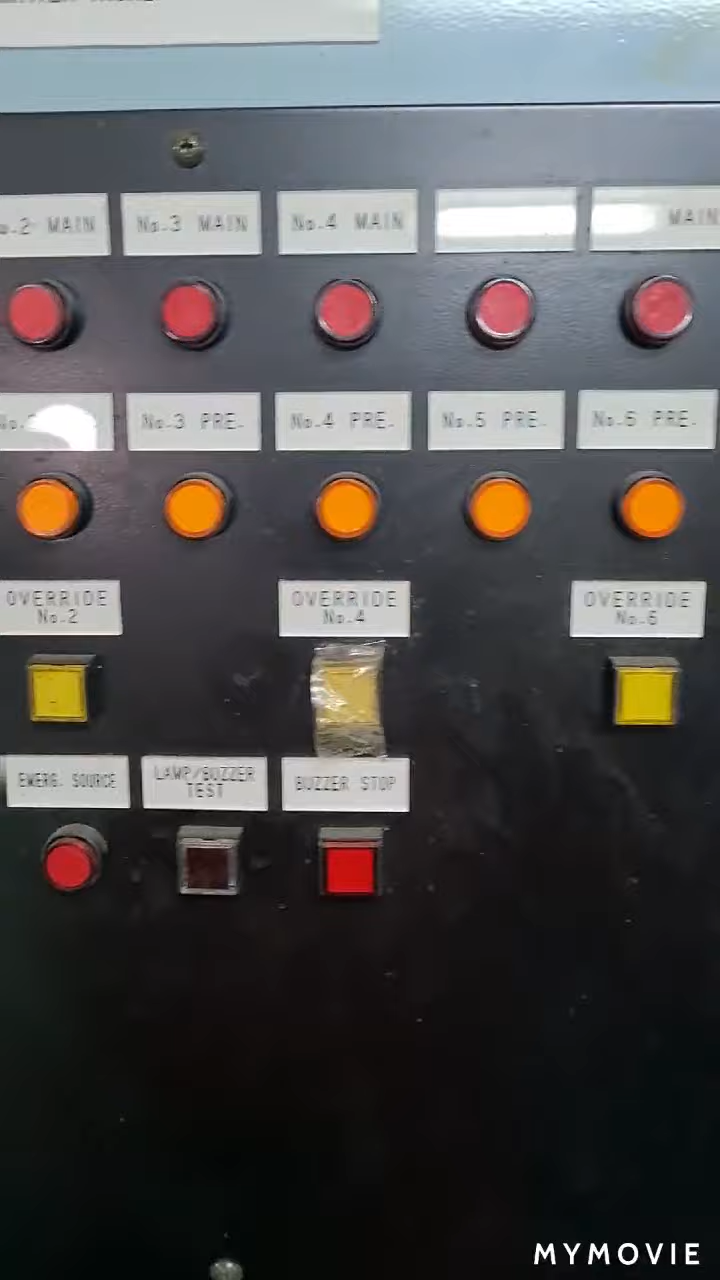 No.2 MAIN
No.3 MAIN
No.4 MAIN
MAIN
No.3 PRE.
No.4 PRE.
No.5 PRE.
No.6 PRE.
OVERRIDE
No.2
OVERRIDE
No.4
OVERRIDE
No.6
EMERG. SOURCE
LAMP/BUZZER
TEST
BUZZER STOP
MYMOVIE